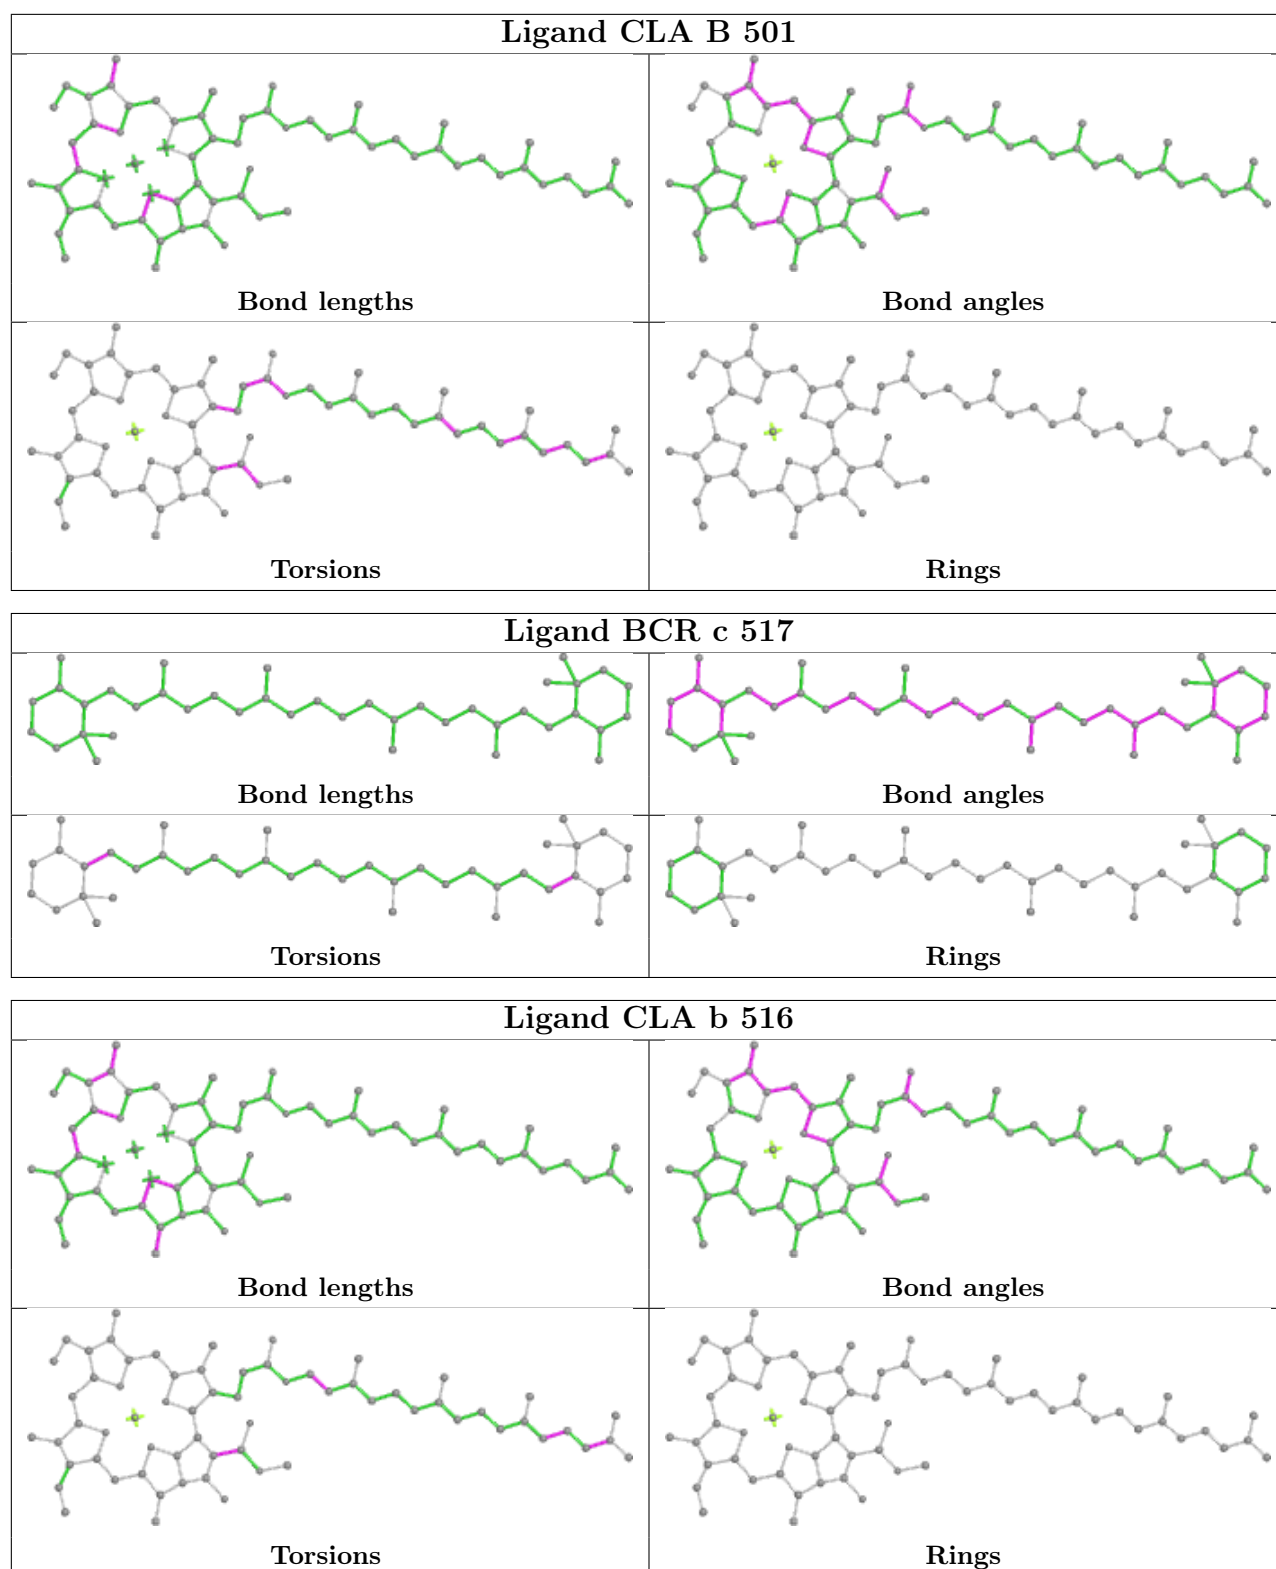 Ligand CLA B 501
Bond lengths
Bond angles
Torsions
Rings
Ligand BCR c 517
Bond lengths
Bond angles
Torsions
Rings
Ligand CLA b 516
Bond lengths
Bond angles
Torsions
Rings